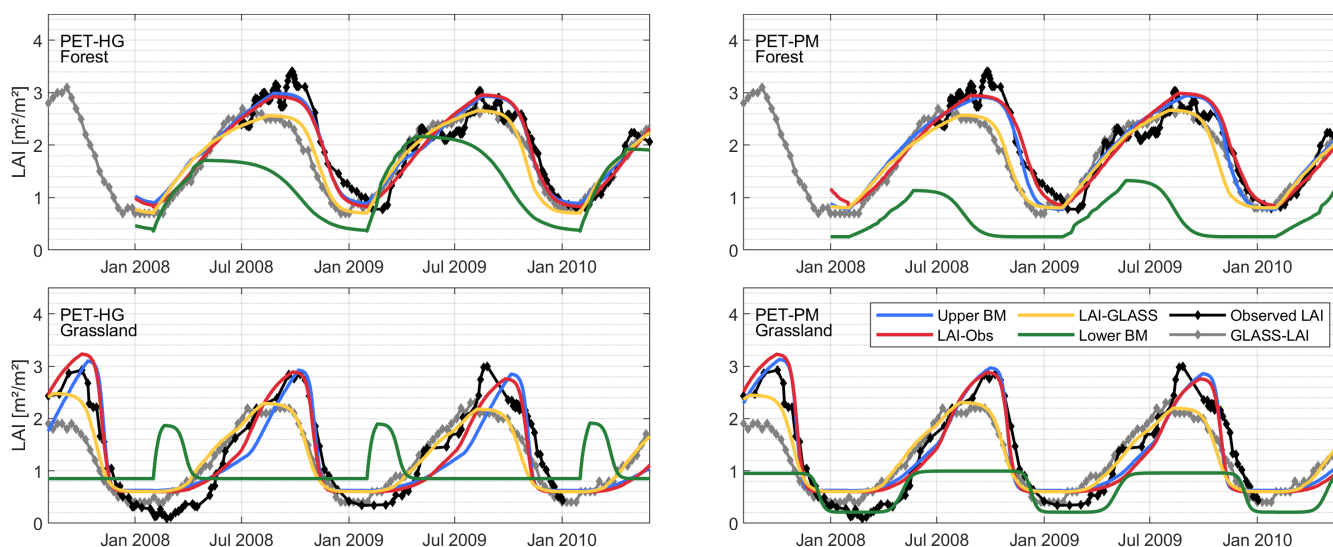 PET-HG
Forest
LAI [m²/m²]
4
3
2
1
0
Jan 2008
Jul 2008
Jan 2009
Jul 2009
Jan 2010
PET-PM
Forest
4
3
2
1
0
Jan 2008
Jul 2008
Jan 2009
Jul 2009
Jan 2010
PET-HG
Grassland
LAI [m²/m²]
4
3
2
1
0
Jan 2008
Jul 2008
Jan 2009
Jul 2009
Jan 2010
PET-PM
Grassland
Upper BM LAI-GLASS Observed LAI
LAI-Obs Lower BM GLASS-LAI
4
3
2
1
0
Jan 2008
Jul 2008
Jan 2009
Jul 2009
Jan 2010